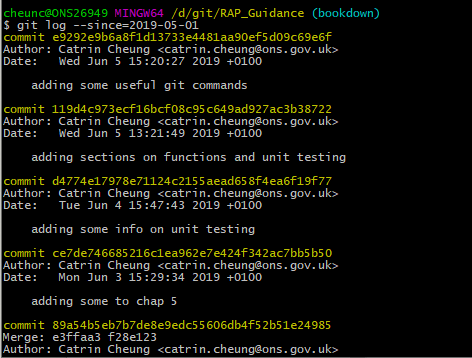 cheunc@ONS26949 MINGW64 /d/git/RAP_Guidance (bookdown)
$ git log --since=2019-05-01
commit e9292e9b6a8f1d13733e4481aa90ef5d09c69e6f
Author: Catrin Cheung <catrin.cheung@ons.gov.uk>
Date:   Wed Jun 5 15:20:27 2019 +0100

    adding some useful git commands

commit 119d4c973ecf16bcf08c95c649ad927ac3b38722
Author: Catrin Cheung <catrin.cheung@ons.gov.uk>
Date:   Wed Jun 5 13:21:49 2019 +0100

    adding sections on functions and unit testing

commit d4774e17978e71124c2155aead658f4ea6f19f77
Author: Catrin Cheung <catrin.cheung@ons.gov.uk>
Date:   Tue Jun 4 15:47:43 2019 +0100

    adding some info on unit testing

commit ce7de746685216c1ea962e7e424f342ac7bb5b50
Author: Catrin Cheung <catrin.cheung@ons.gov.uk>
Date:   Mon Jun 3 15:29:34 2019 +0100

    adding some to chap 5

commit 89a54b5eb7b7de8e9edc55606db4f52b51e24985
Merge: e3ffaa3 f28e123
Author: Catrin Cheung <catrin.cheung@ons.gov.uk>